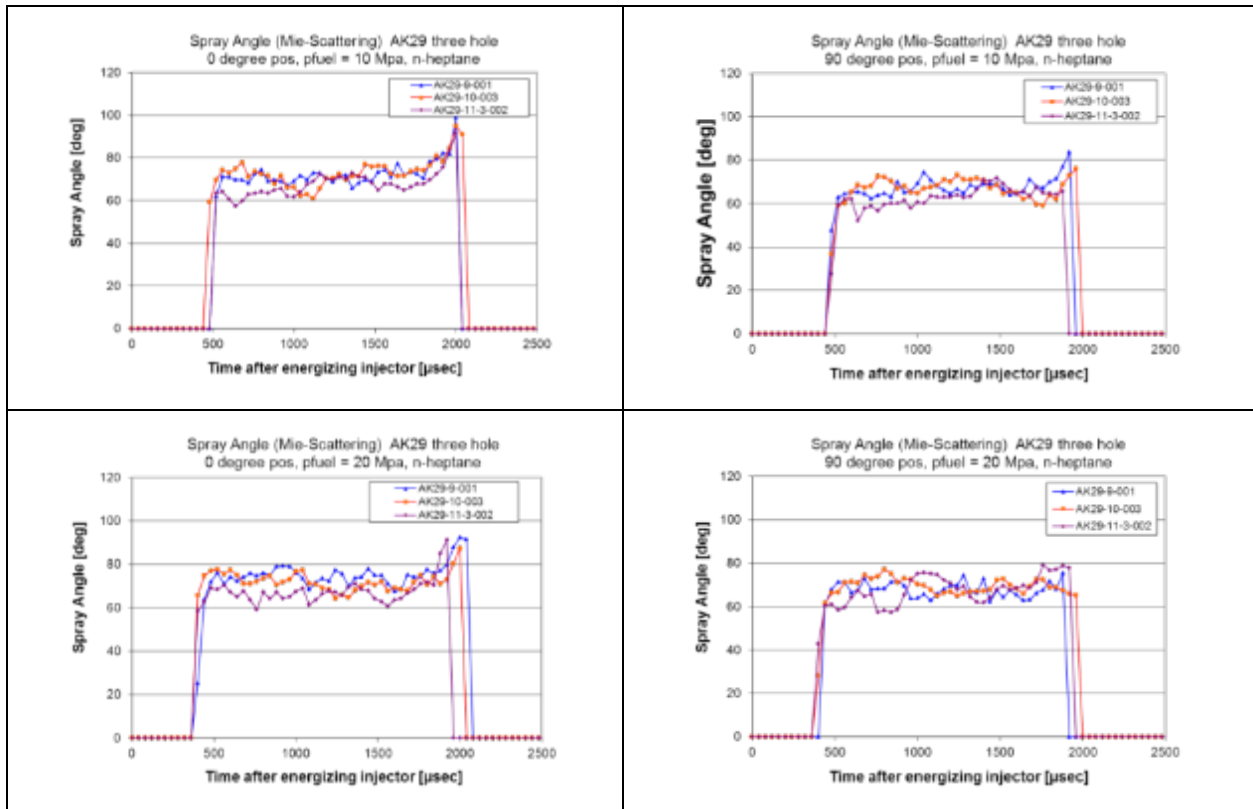 Spray Angle (Mie-Scattering) AK29 three hole
0 degree pos, pfuel = 10 Mpa, n-heptane
AK29-9-001
AK29-10-003
AK29-11-3-002
Spray Angle [deg]
120
100
80
60
40
20
0
0 500 1000 1500 2000 2500
Time after energizing injector [µsec]
Spray Angle (Mie-Scattering) AK29 three hole
90 degree pos, pfuel = 10 Mpa, n-heptane
AK29-9-001
AK29-10-003
AK29-11-3-002
Spray Angle [deg]
120
100
80
60
40
20
0
0 500 1000 1500 2000 2500
Time after energizing injector [µsec]
Spray Angle (Mie-Scattering) AK29 three hole
0 degree pos, pfuel = 20 Mpa, n-heptane
AK29-9-001
AK29-10-003
AK29-11-3-002
Spray Angle [deg]
120
100
80
60
40
20
0
0 500 1000 1500 2000 2500
Time after energizing injector [µsec]
Spray Angle (Mie-Scattering) AK29 three hole
90 degree pos, pfuel = 20 Mpa, n-heptane
AK29-9-001
AK29-10-003
AK29-11-3-002
Spray Angle [deg]
120
100
80
60
40
20
0
0 500 1000 1500 2000 2500
Time after energizing injector [µsec]